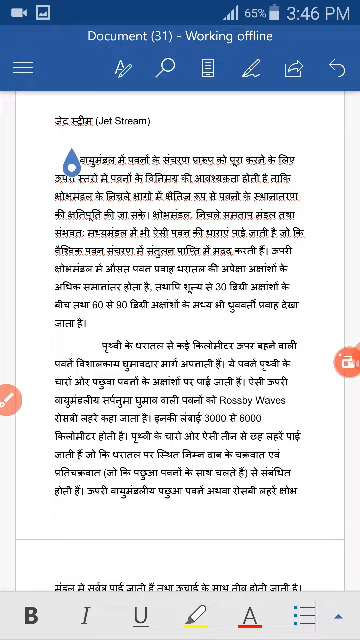 65% 3:46 PM
Document (31) - Working offline
जेट स्ट्रीम (Jet Stream)
वायुमंडल में पवनों के संचरण प्रारूप को पूरा करने के लिए
ऊपरी स्तरों में पवनों के विनिमय की आवश्यकता होती है ताकि
क्षोभमंडल के निचले भागों में क्षैतिज रूप से पवनों के स्थानातरण
की क्षतिपूर्ति की जा सके। क्षोभमंडल, निचले समताप मंडल तथा
संभवत: मध्यमंडल में भी ऐसी पवन की धाराएं पाई जाती है जो कि
वैश्विक पवन संचरण में संतुलन प्राप्ति में मदद करती हैं। ऊपरी
क्षोभमंडल में औसत पवन प्रवाह धरातल की अपेक्षा अक्षांशों के
अधिक समानांतर होता है, तथापि शून्य से 30 डिग्री अक्षांशों के
बीच तथा 60 से 90 डिग्री अक्षांशों के मध्य भी ध्रुववर्ती प्रवाह देखा
जाता है।
पृथ्वी के धरातल से कई किलोमीटर ऊपर बहने वाली
पवनें विशालकाय घुमावदार मार्ग अपनाती हैं। ये पवनें पृथ्वी के
चारों ओर पछुवा पवनों के अक्षांशों पर पाई जाती हैं। ऐसी ऊपरी
वायुमंडलीय सर्पनुमा घुमाव वाली पवनों को Rossby Waves
रोसबी लहरें कहा जाता है। इनकी लंबाई 3000 से 6000
किलोमीटर होती है। पृथ्वी के चारों ओर ऐसी तीन से छह लहरें पाई
जाती हैं जो कि धरातल पर स्थित निम्न दाब के चक्रवात एवं
प्रतिचक्रवात (जो कि पछुआ पवनों के साथ चलते हैं) से संबंधित
होती हैं। ऊपरी वायुमंडलीय पछुआ पवनें अथवा रोसबी लहरें क्षोभ
मंडल में सर्वत्र पाई जाती हैं तथा ऊंचाई के साथ तीव्र होती जाती है।
B I U A